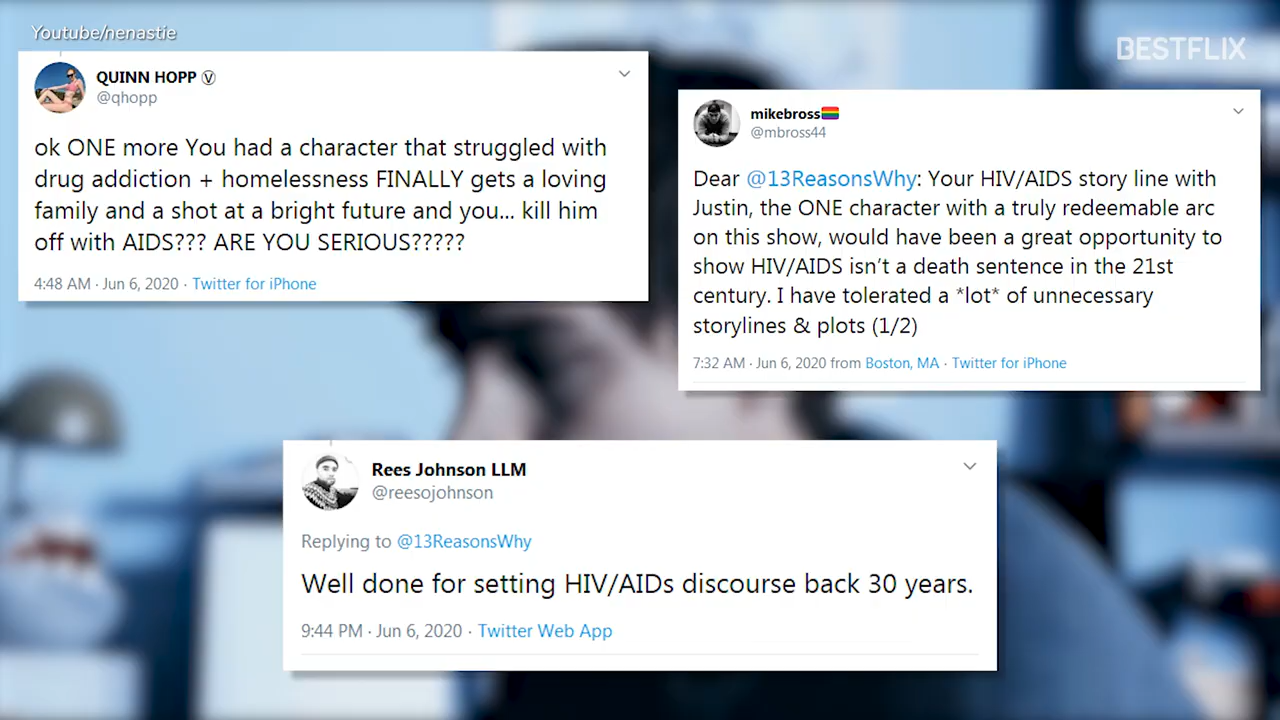 Youtube/nenastie
BESTFLIX
QUINN HOPP Ⓥ
@qhopp
ok ONE more You had a character that struggled with
drug addiction + homelessness FINALLY gets a loving
family and a shot at a bright future and you... kill him
off with AIDS??? ARE YOU SERIOUS?????
4:48 AM · Jun 6, 2020 · Twitter for iPhone
mikebross🏳️‍🌈
@mbross44
Dear @13ReasonsWhy: Your HIV/AIDS story line with
Justin, the ONE character with a truly redeemable arc
on this show, would have been a great opportunity to
show HIV/AIDS isn’t a death sentence in the 21st
century. I have tolerated a *lot* of unnecessary
storylines & plots (1/2)
7:32 AM · Jun 6, 2020 from Boston, MA · Twitter for iPhone
Rees Johnson LLM
@reesojohnson
Replying to @13ReasonsWhy
Well done for setting HIV/AIDs discourse back 30 years.
9:44 PM · Jun 6, 2020 · Twitter Web App